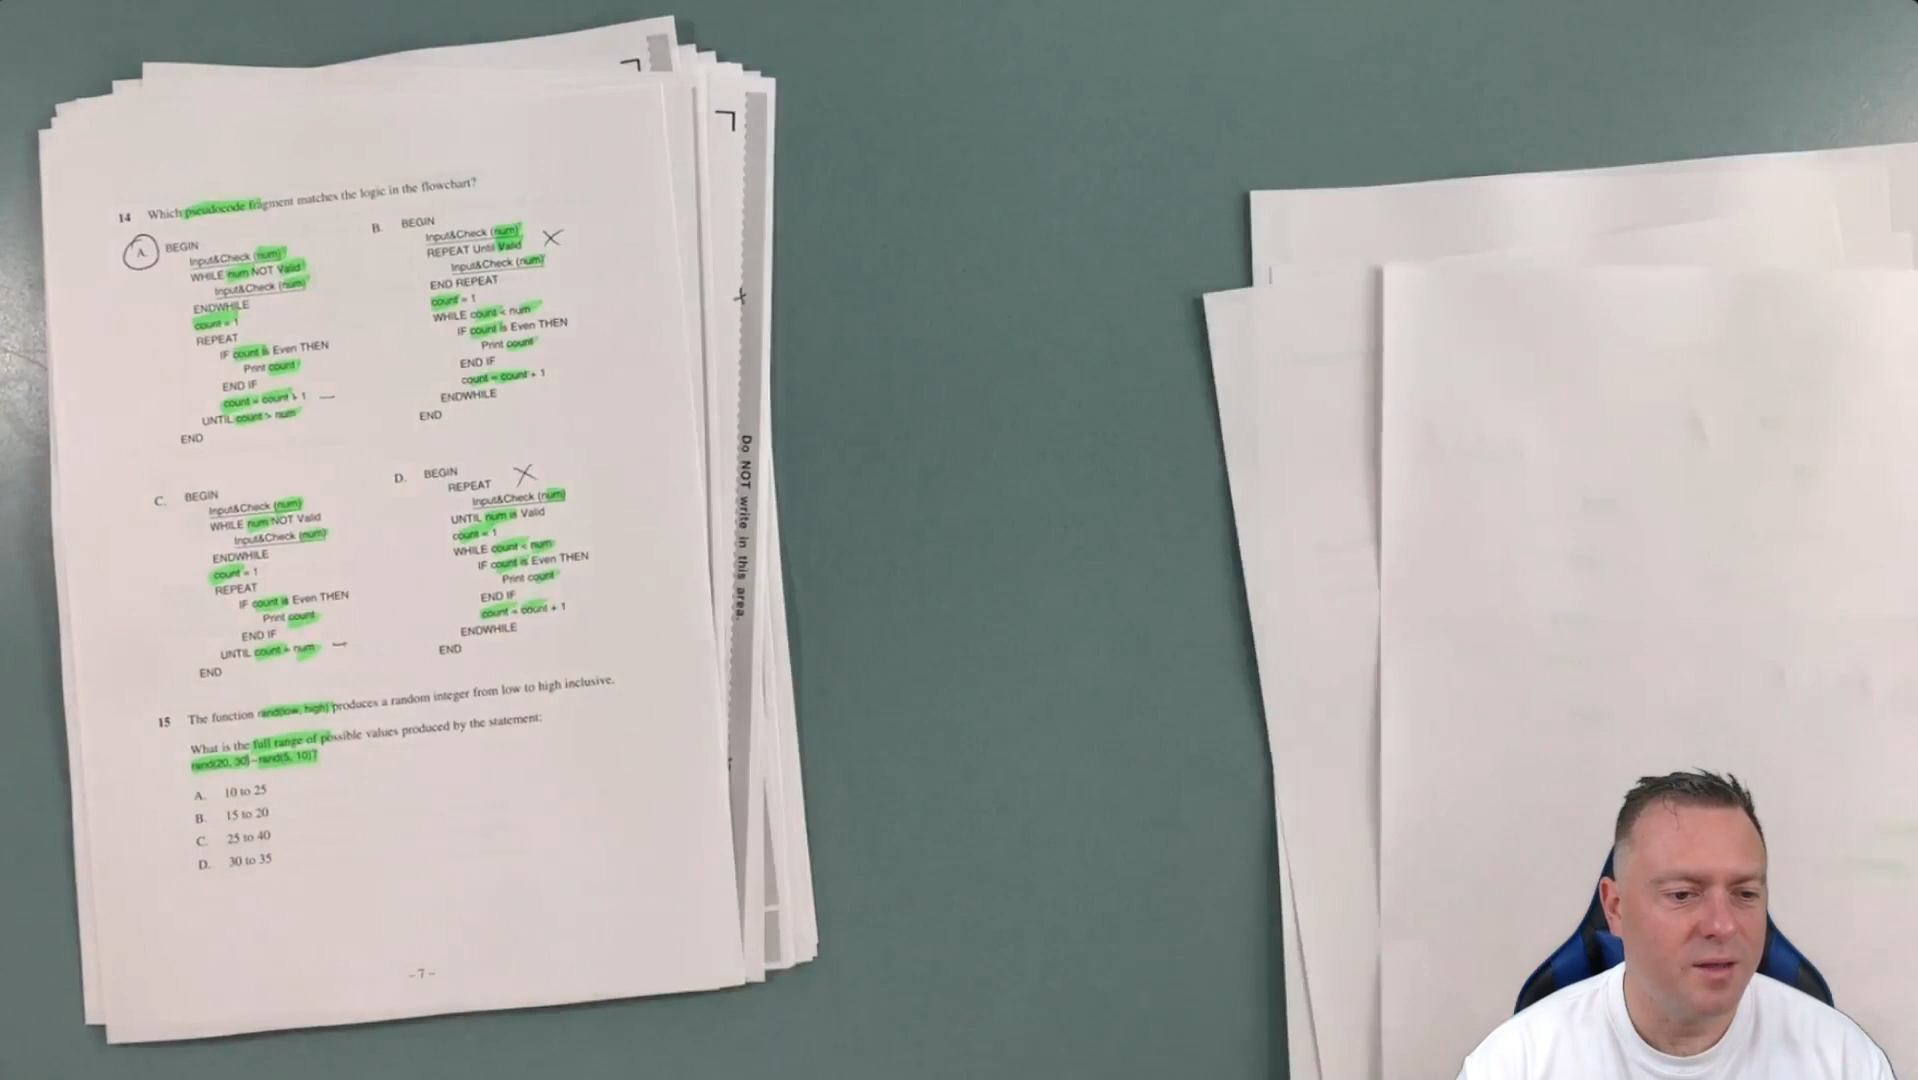 14 Which pseudocode fragment matches the logic in the flowchart?
A. BEGIN
Input&Check (num)
WHILE num NOT Valid
Input&Check (num)
ENDWHILE
count = 1
REPEAT
IF count is Even THEN
Print count
END IF
count = count + 1
UNTIL count > num
END
B. BEGIN
Input&Check (num)
REPEAT Until Valid
Input&Check (num)
END REPEAT
count = 1
WHILE count < num
IF count is Even THEN
Print count
END IF
count = count + 1
ENDWHILE
END
C. BEGIN
Input&Check (num)
WHILE num NOT Valid
Input&Check (num)
ENDWHILE
count = 1
REPEAT
IF count is Even THEN
Print count
END IF
UNTIL count = num
END
D. BEGIN
REPEAT
Input&Check (num)
UNTIL num is Valid
count = 1
WHILE count < num
IF count is Even THEN
Print count
END IF
count = count + 1
ENDWHILE
END
15 The function rand(low, high) produces a random integer from low to high inclusive.
What is the full range of possible values produced by the statement:
rand(20, 30) – rand(5, 10)?
A. 10 to 25
B. 15 to 20
C. 25 to 40
D. 30 to 35
– 7 –
Do NOT write in this area.